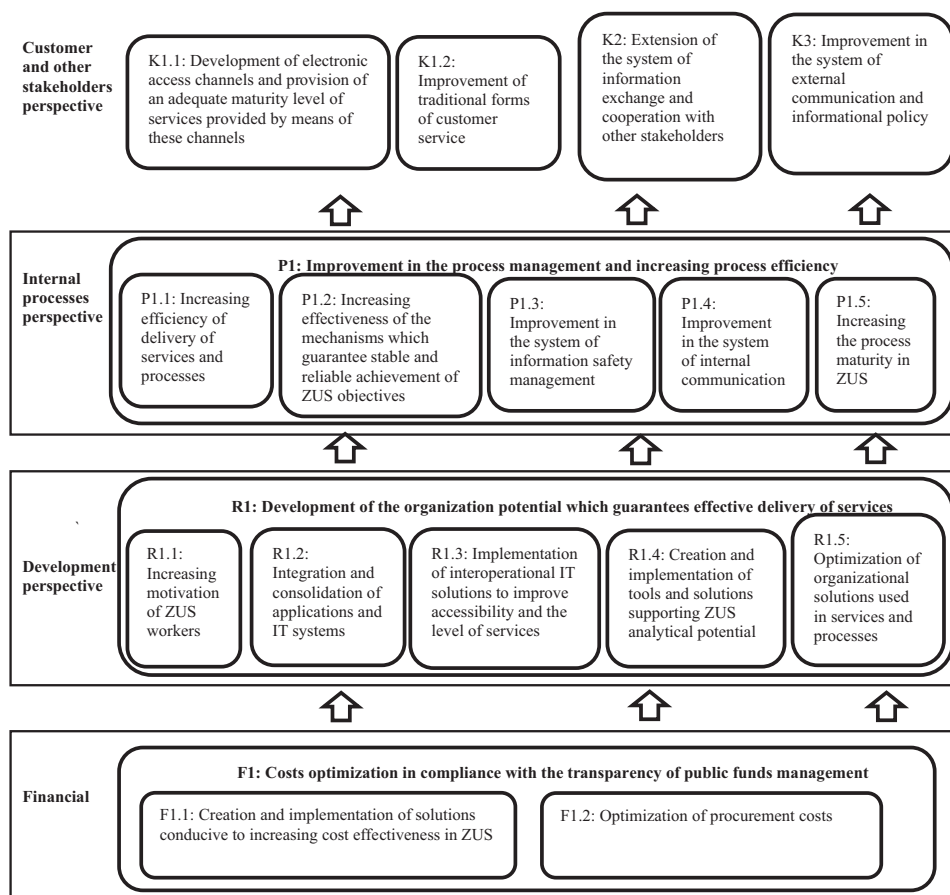 Customer
and other
stakeholders
perspective
K1.1: Development of electronic
access channels and provision of
an adequate maturity level of
services provided by means of
these channels
K1.2:
Improvement of
traditional forms
of customer
service
K2: Extension of
the system of
information
exchange and
cooperation with
other stakeholders
K3: Improvement in
the system of
external
communication and
informational policy
Internal
processes
perspective
P1: Improvement in the process management and increasing process efficiency
P1.1: Increasing
efficiency of
delivery of
services and
processes
P1.2: Increasing
effectiveness of the
mechanisms which
guarantee stable and
reliable achievement of
ZUS objectives
P1.3:
Improvement in
the system of
information safety
management
P1.4:
Improvement
in the system
of internal
communication
P1.5:
Increasing
the process
maturity in
ZUS
Development
perspective
R1: Development of the organization potential which guarantees effective delivery of services
R1.1:
Increasing
motivation
of ZUS
workers
R1.2:
Integration and
consolidation of
applications and
IT systems
R1.3: Implementation
of interoperational IT
solutions to improve
accessibility and the
level of services
R1.4: Creation and
implementation of
tools and solutions
supporting ZUS
analytical potential
R1.5:
Optimization of
organizational
solutions used
in services and
processes
Financial
F1: Costs optimization in compliance with the transparency of public funds management
F1.1: Creation and implementation of solutions
conducive to increasing cost effectiveness in ZUS
F1.2: Optimization of procurement costs